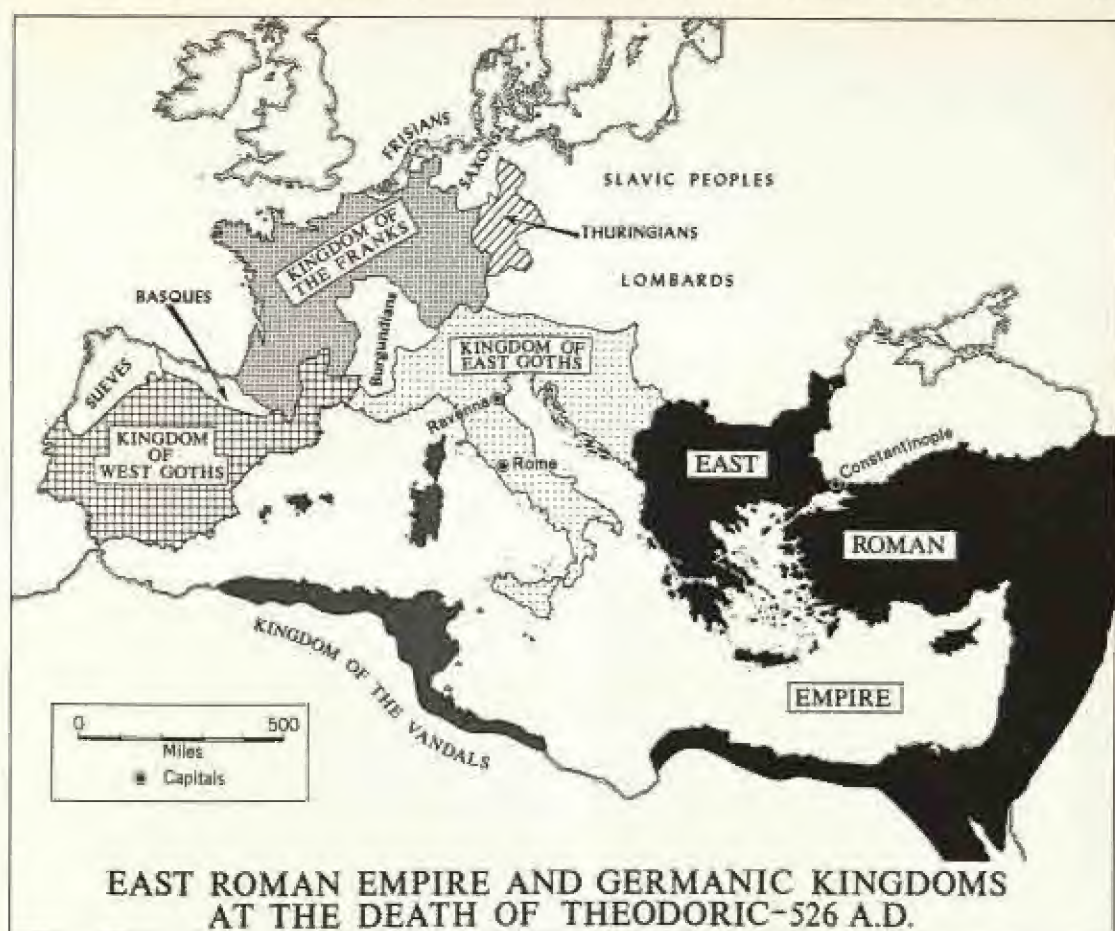 FRISIANS
SAXONS
SLAVIC PEOPLES
THURINGIANS
KINGDOM OF
THE FRANKS
LOMBARDS
BASQUES
Burgundians
KINGDOM OF
EAST GOTHS
SUEVES
Ravenna
KINGDOM
OF
WEST GOTHS
Rome
EAST
Constantinople
ROMAN
KINGDOM OF THE VANDALS
EMPIRE
0 500
Miles
Capitals
EAST ROMAN EMPIRE AND GERMANIC KINGDOMS
AT THE DEATH OF THEODORIC-526 A.D.